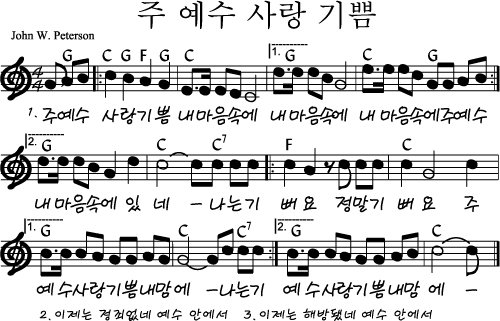 주 예수 사랑 기쁨
John W. Peterson
G C G F G C 1. G C G
1. 주예수 사랑기쁨 내마음속에 내마음속에 내 마음속에주예수
2. G C C7 F C
내 마음속에 있 네 - 나는기 뻐 요 정말기 뻐 요 주
1. G C C7 2. G C
예 수사랑기쁨내맘 에 - 나는기 예 수사랑기쁨내맘 에 -
2. 이제는 정죄없네 예수 안에서 3. 이제는 해방됐네 예수 안에서